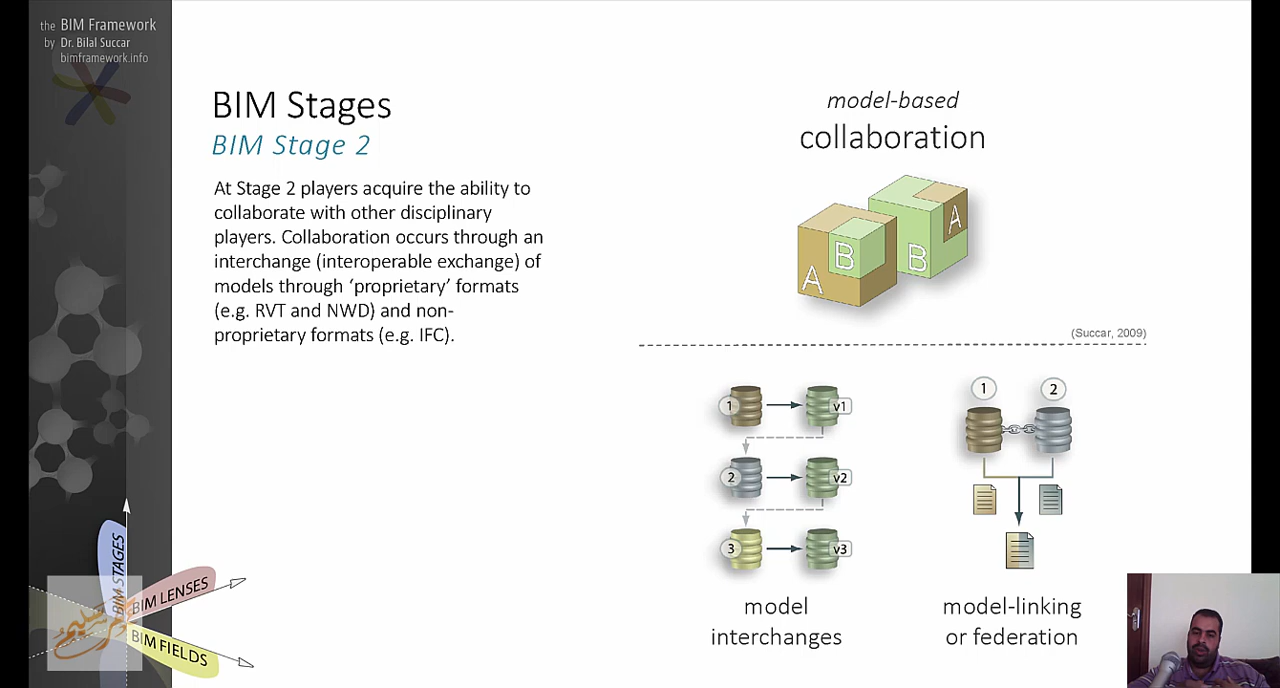 the BIM Framework
by Dr. Bilal Succar
bimframework.info
BIM Stages
BIM Stage 2
At Stage 2 players acquire the ability to
collaborate with other disciplinary
players. Collaboration occurs through an
interchange (interoperable exchange) of
models through ‘proprietary’ formats
(e.g. RVT and NWD) and non-
proprietary formats (e.g. IFC).
model-based
collaboration
A
B
B
A
(Succar, 2009)
1
v1
2
v2
3
v3
model
interchanges
1
2
model-linking
or federation
BIM STAGES
BIM LENSES
BIM FIELDS